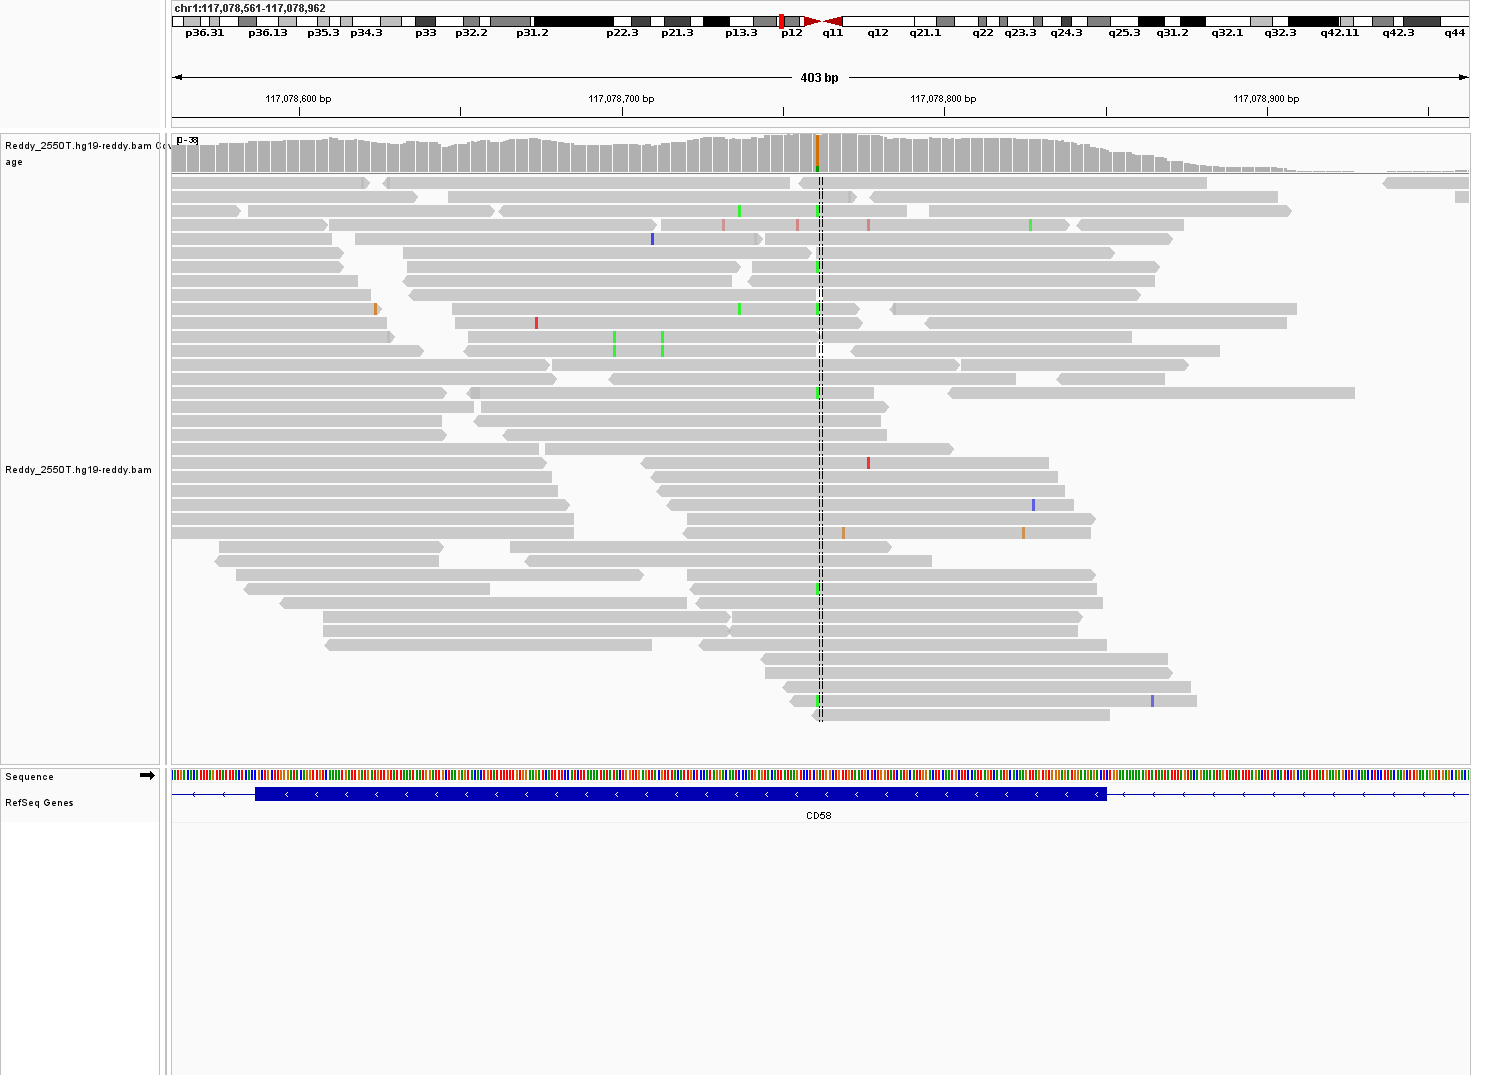 chr1:117,078,561-117,078,962
p36.31 p36.13 p35.3 p34.3 p33 p32.2 p31.2 p22.3 p21.3 p13.3 p12 q11 q12 q21.1 q22 q23.3 q24.3 q25.3 q31.2 q32.1 q32.3 q42.11 q42.3 q44
403 bp
117,078,600 bp 117,078,700 bp 117,078,800 bp 117,078,900 bp
[0 - 38]
Reddy_2550T.hg19-reddy.bam Cov
age
Reddy_2550T.hg19-reddy.bam
Sequence
RefSeq Genes
CD58